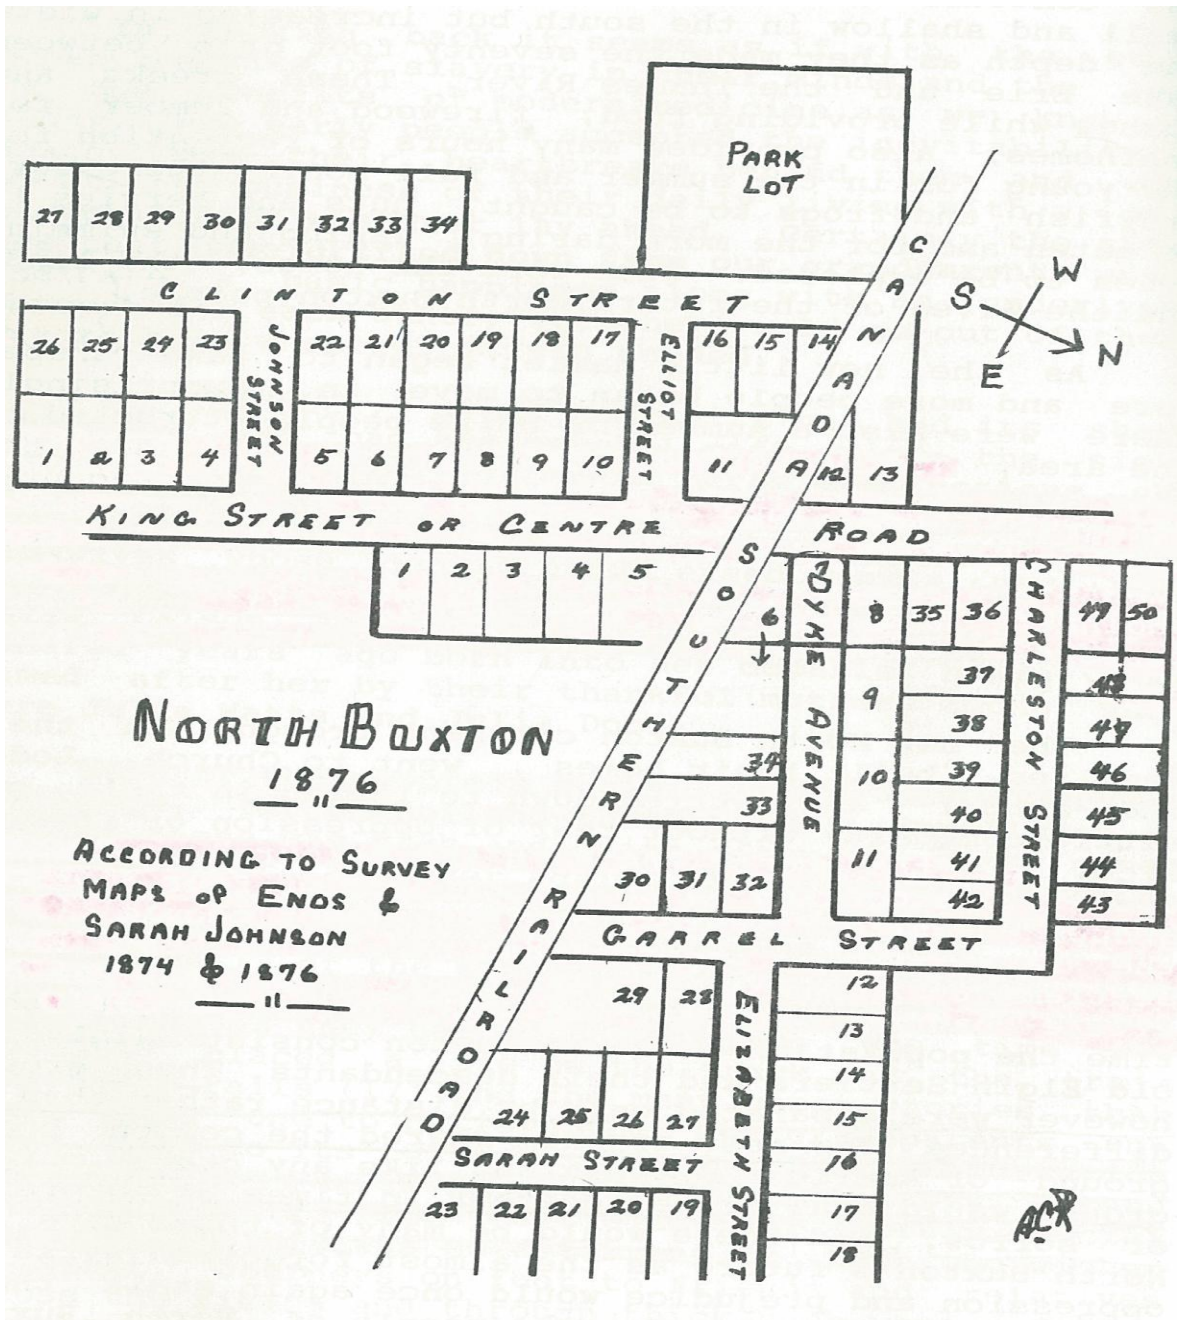 PARK
LOT
27 28 29 30 31 32 33 34
CLINTON STREET
CANADA SOUTHERN RAILROAD
S W N E
26 25 24 23
JOHNSON
STREET
22 21 20 19 18 17
ELLIOT
STREET
16 15 14
1 2 3 4
5 6 7 8 9 10
11 12 13
KING STREET OR CENTRE ROAD
1 2 3 4 5
6
7
DYKE AVENUE
8 35 36
CHARLESTON STREET
49 50
9
37
48
38
47
10
39
46
40
45
11
41
44
42
43
34
33
30 31 32
NORTH BUXTON
1876
"
ACCORDING TO SURVEY
MAPS OF ENOS &
SARAH JOHNSON
1874 & 1876
"
GARREL STREET
29 28
ELIZABETH STREET
12
13
14
15
16
17
18
24 25 26 27
SARAH STREET
23 22 21 20 19